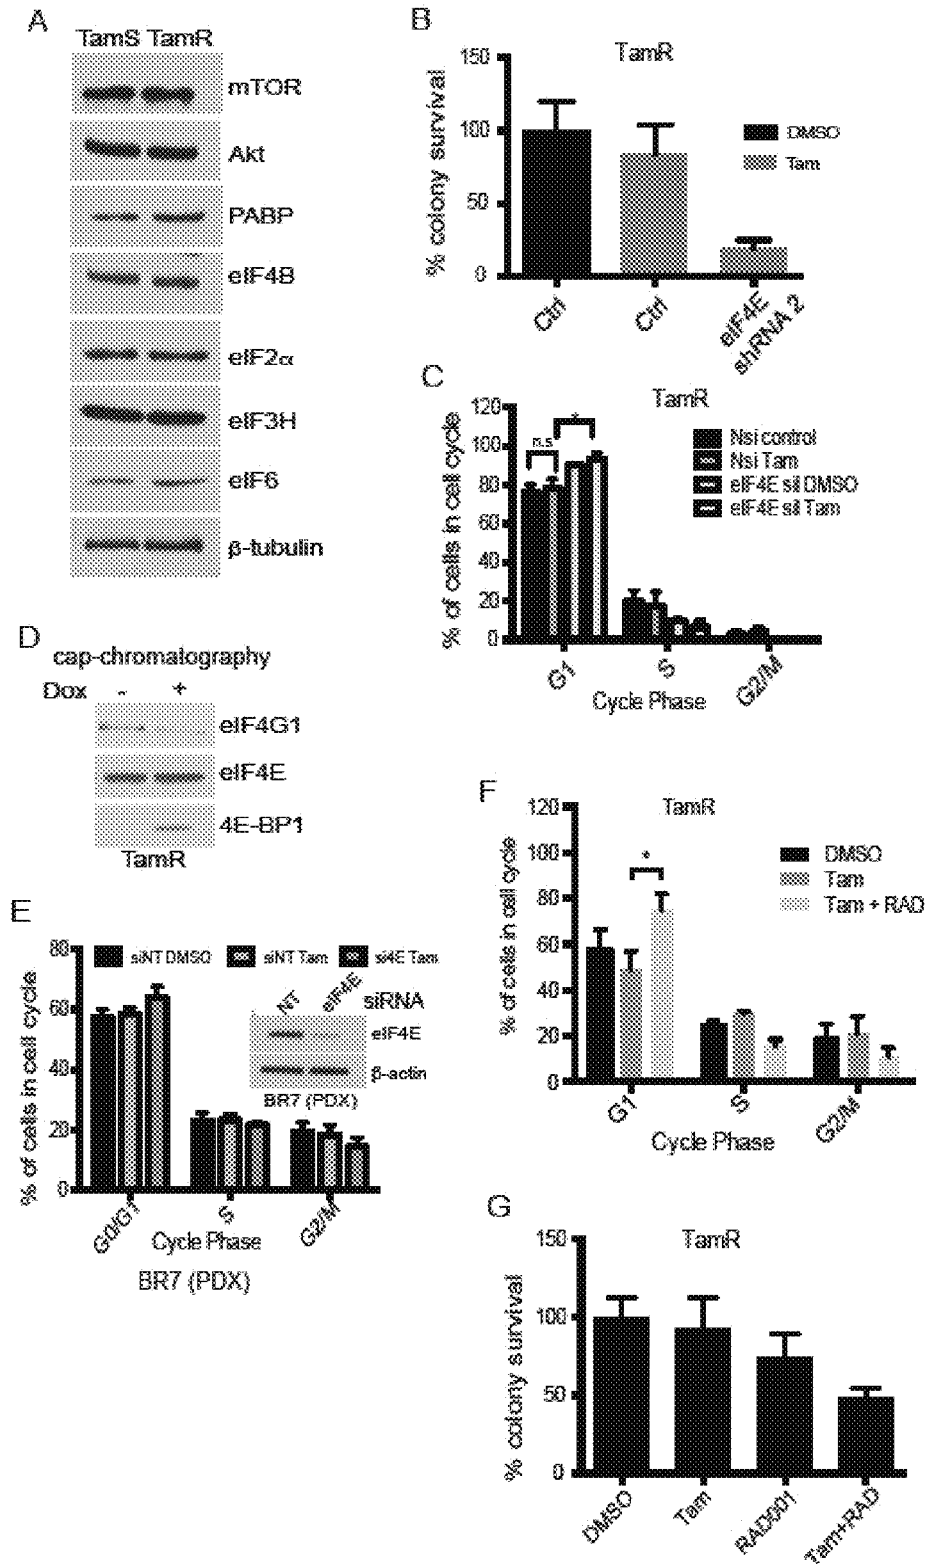 A
TamS TamR
mTOR
Akt
PABP
eIF4B
eIF2α
eIF3H
eIF6
β-tubulin
B
TamR
% colony survival
150
100
50
0
DMSO
Tam
Ctrl
Ctrl
eIF4E
shRNA 2
C
TamR
% of cells in cell cycle
120
100
80
60
40
20
0
n.s
*
Nsi control
Nsi Tam
eIF4E sil DMSO
eIF4E sil Tam
G1
S
G2/M
Cycle Phase
D
cap-chromalography
Dox - +
eIF4G1
eIF4E
4E-BP1
TamR
E
% of cells in cell cycle
80
60
40
20
0
siNT DMSO
siNT Tam
si4E Tam
NT eIF4E siRNA
eIF4E
β-actin
BR7 (PDX)
G0/G1
S
G2/M
Cycle Phase
BR7 (PDX)
F
TamR
% of cells in cell cycle
120
100
80
60
40
20
0
*
DMSO
Tam
Tam + RAD
G1
S
G2/M
Cycle Phase
G
TamR
% colony survival
150
100
50
0
DMSO
Tam
RAD001
Tam+RAD